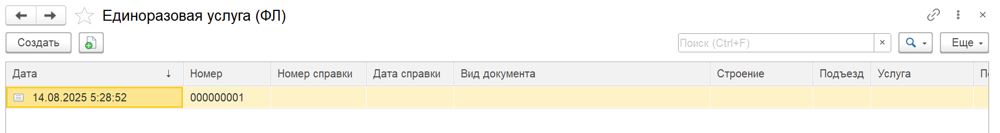 Единоразовая услуга (ФЛ)
Создать Поиск (Ctrl+F) × Еще
Дата ↓ Номер Номер справки Дата справки Вид документа Строение Подъезд Услуга
14.08.2025 5:28:52 000000001